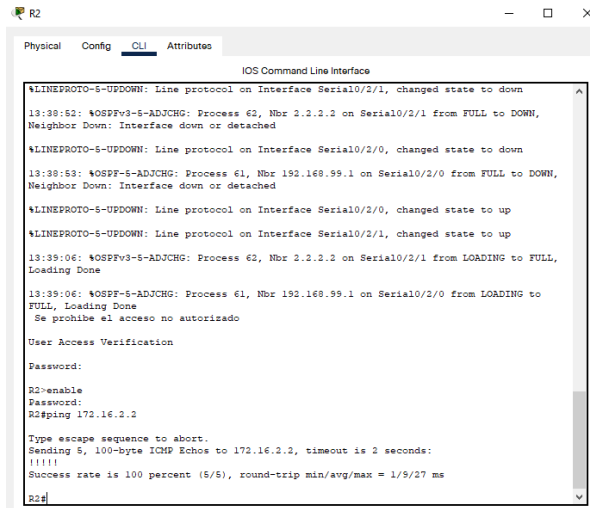 R2
Physical Config CLI Attributes
IOS Command Line Interface
%LINEPROTO-5-UPDOWN: Line protocol on Interface Serial0/2/1, changed state to down
13:38:52: %OSPFv3-5-ADJCHG: Process 62, Nbr 2.2.2.2 on Serial0/2/1 from FULL to DOWN,
Neighbor Down: Interface down or detached
%LINEPROTO-5-UPDOWN: Line protocol on Interface Serial0/2/0, changed state to down
13:38:53: %OSPF-5-ADJCHG: Process 61, Nbr 192.168.99.1 on Serial0/2/0 from FULL to DOWN,
Neighbor Down: Interface down or detached
%LINEPROTO-5-UPDOWN: Line protocol on Interface Serial0/2/0, changed state to up
%LINEPROTO-5-UPDOWN: Line protocol on Interface Serial0/2/1, changed state to up
13:39:06: %OSPFv3-5-ADJCHG: Process 62, Nbr 2.2.2.2 on Serial0/2/1 from LOADING to FULL,
Loading Done
13:39:06: %OSPF-5-ADJCHG: Process 61, Nbr 192.168.99.1 on Serial0/2/0 from LOADING to
FULL, Loading Done
Se prohibe el acceso no autorizado
User Access Verification
Password:
R2>enable
Password:
R2#ping 172.16.2.2
Type escape sequence to abort.
Sending 5, 100-byte ICMP Echos to 172.16.2.2, timeout is 2 seconds:
!!!!!
Success rate is 100 percent (5/5), round-trip min/avg/max = 1/9/27 ms
R2#